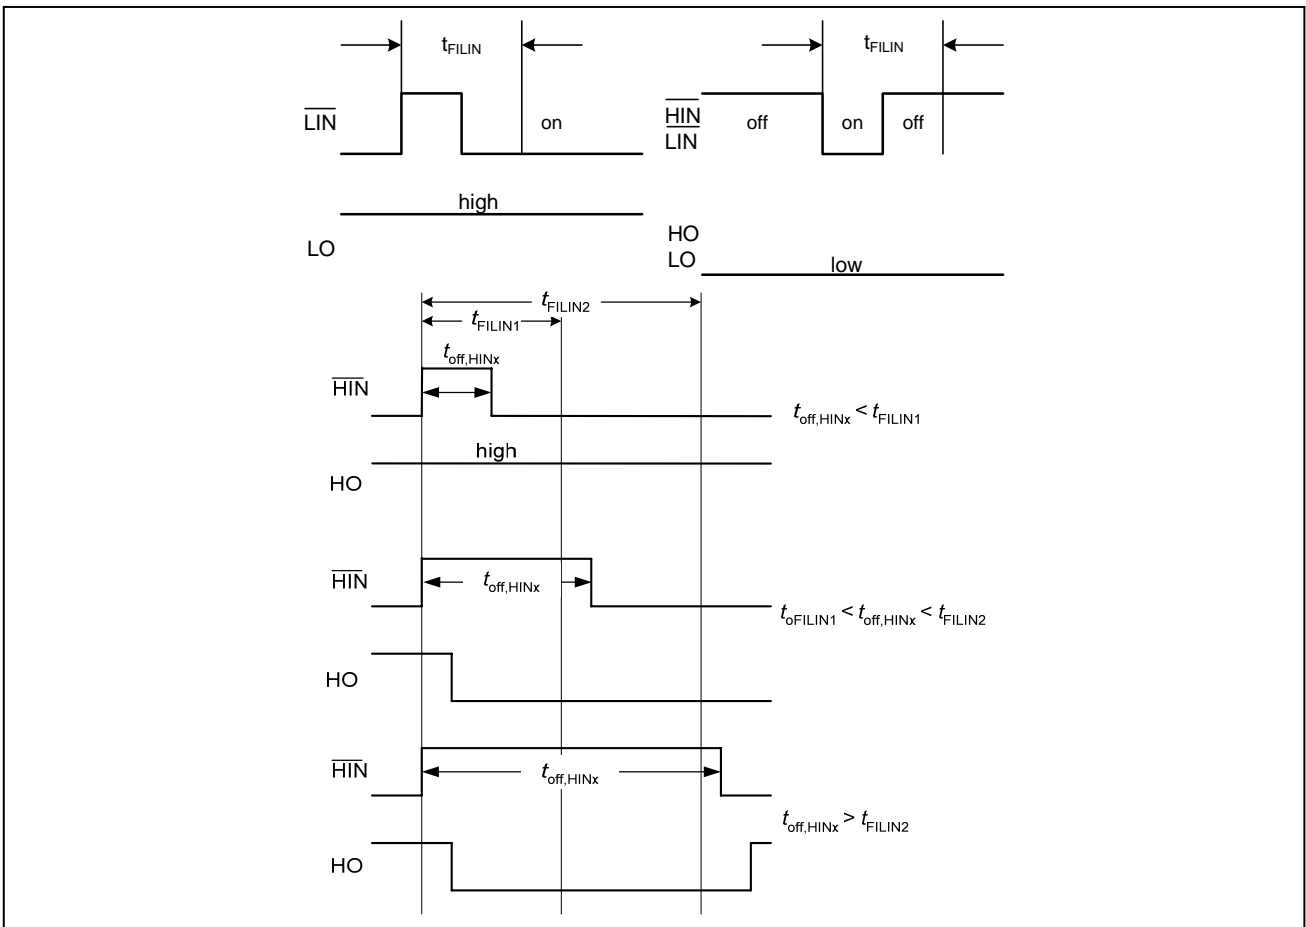 tFILIN
LIN
on
high
LO
tFILIN
HIN
LIN
off
on
off
HO
LO
low
tFILIN2
tFILIN1
toff,HINx
HIN
toff,HINx < tFILIN1
high
HO
HIN
toff,HINx
toFILIN1 < toff,HINx < tFILIN2
HO
HIN
toff,HINx
toff,HINx > tFILIN2
HO